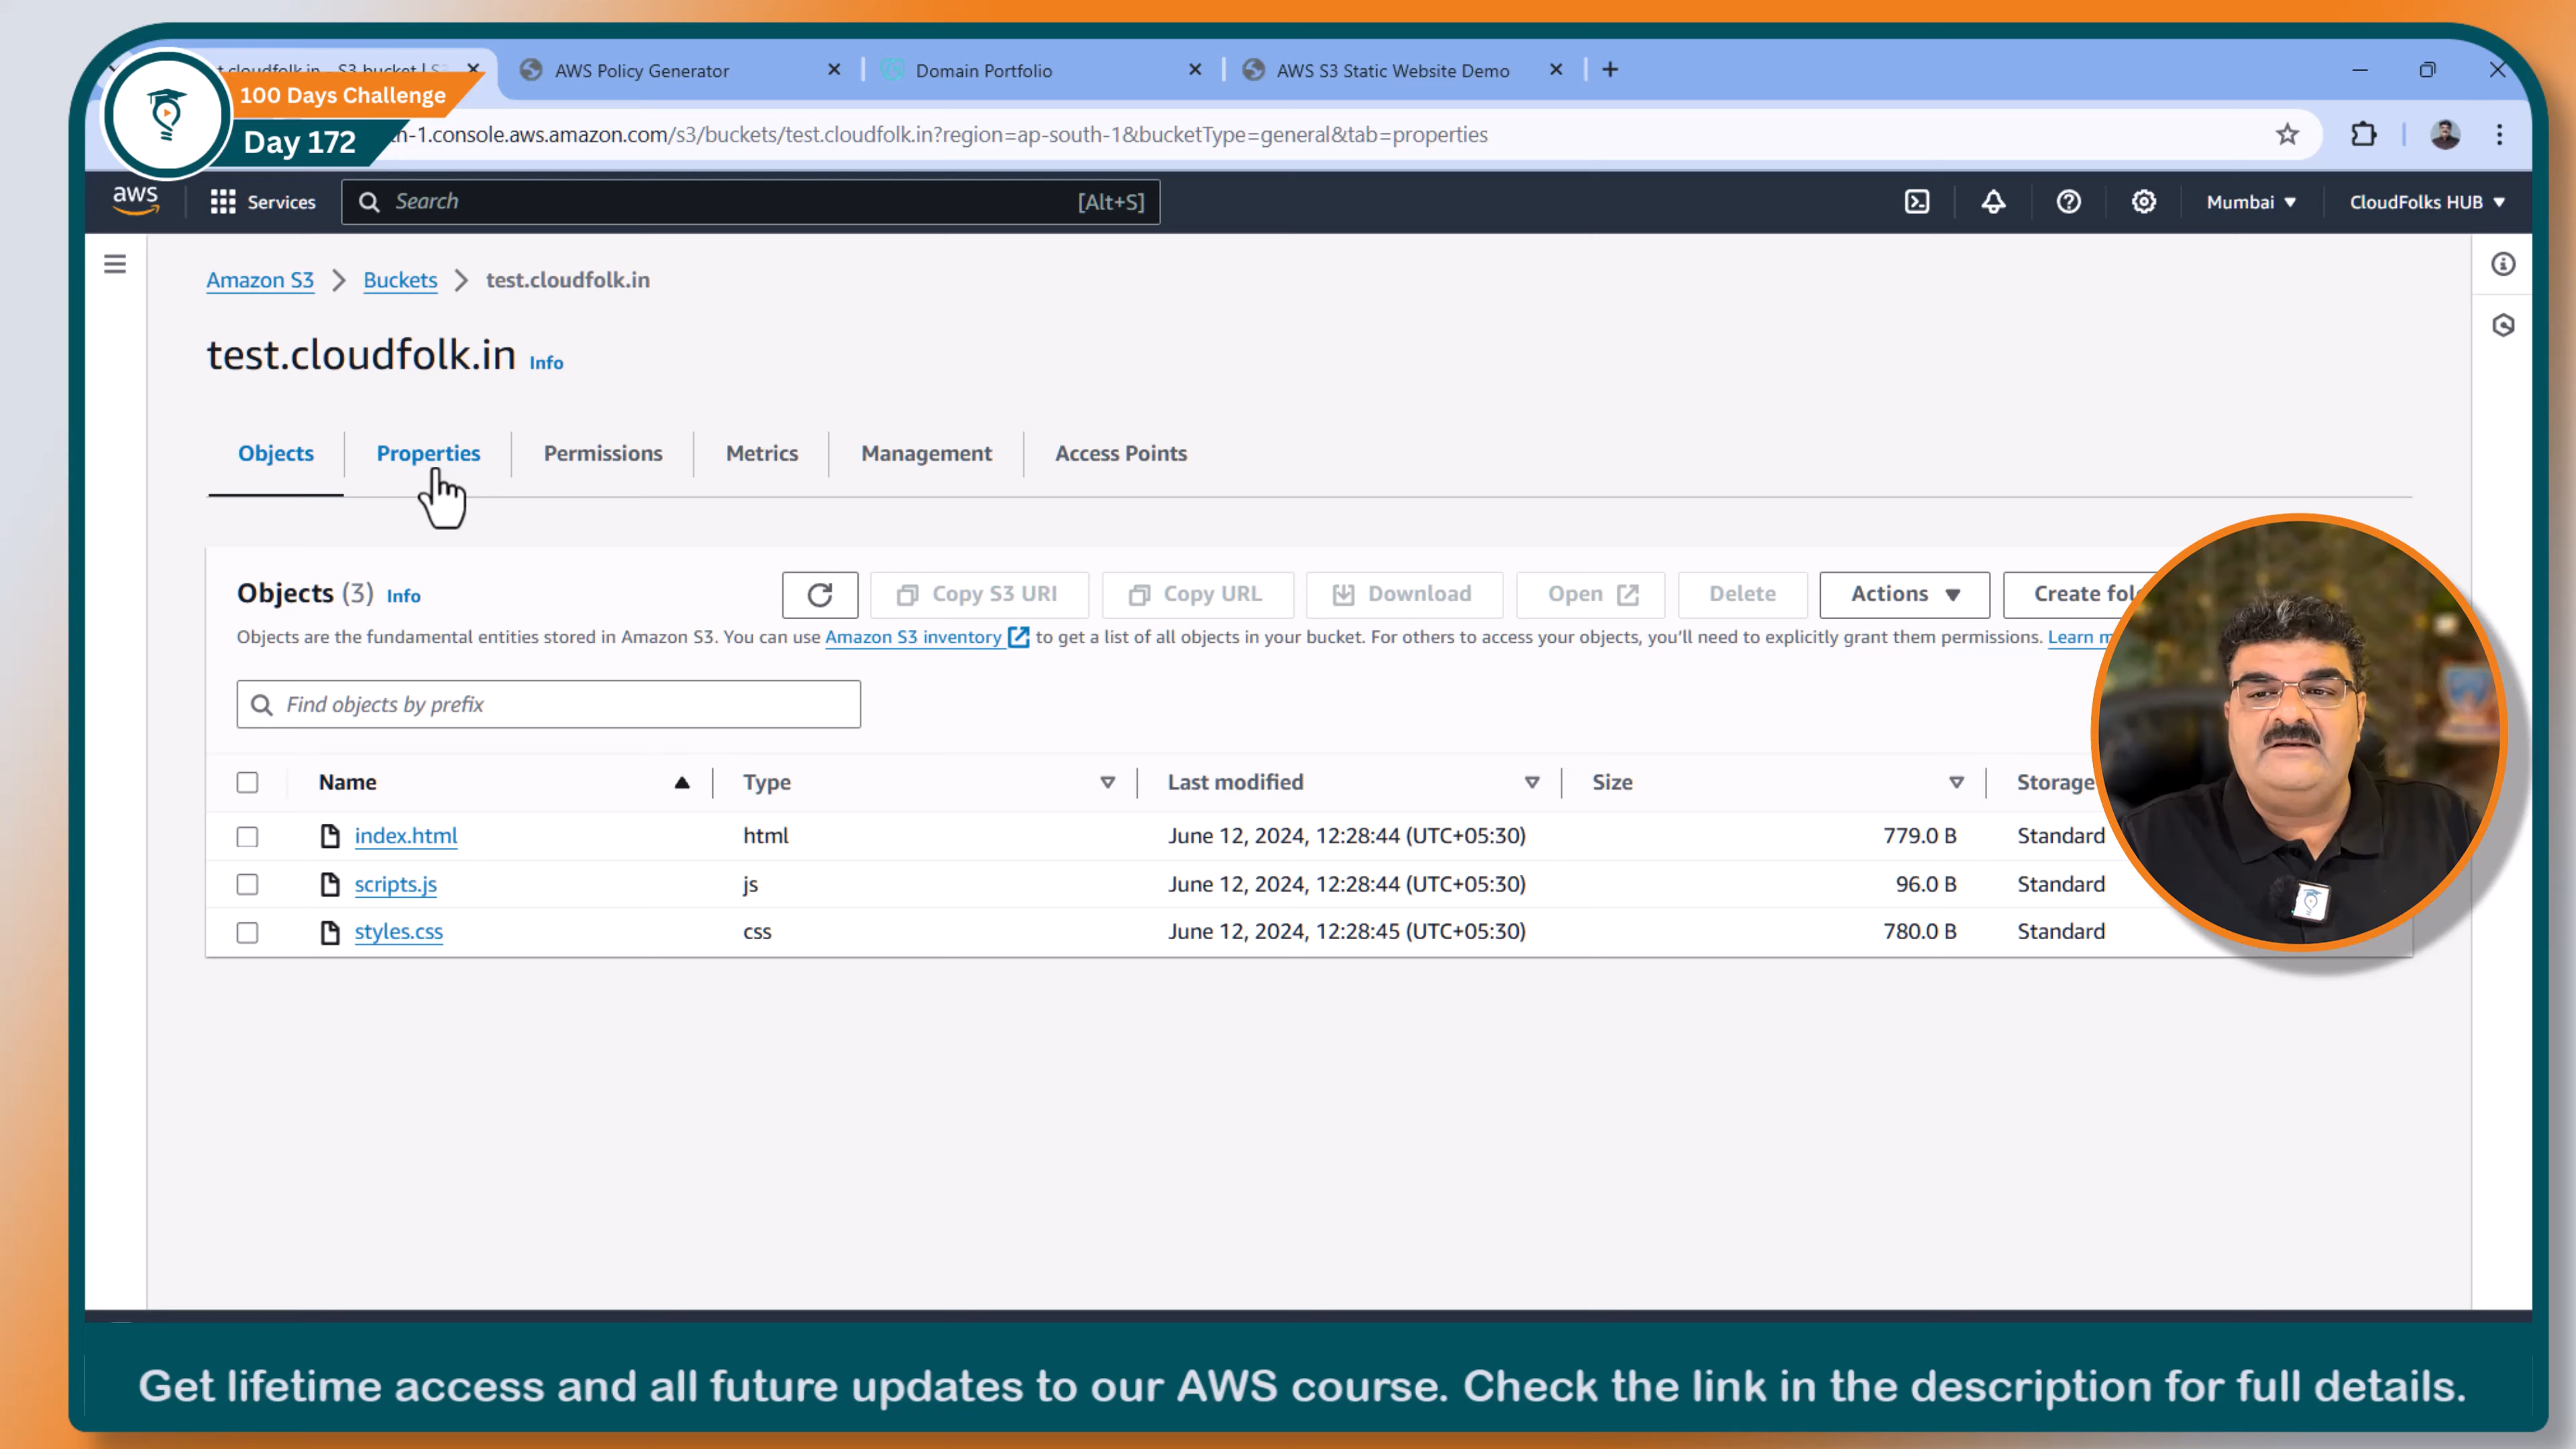 t.cloudfolk.in - S3 bucket | S3
AWS Policy Generator
Domain Portfolio
AWS S3 Static Website Demo
100 Days Challenge
Day 172
th-1.console.aws.amazon.com/s3/buckets/test.cloudfolk.in?region=ap-south-1&bucketType=general&tab=properties
aws
Services
Search
[Alt+S]
Mumbai
CloudFolks HUB
Amazon S3
Buckets
test.cloudfolk.in
test.cloudfolk.in Info
Objects
Properties
Permissions
Metrics
Management
Access Points
Objects (3) Info
Copy S3 URI
Copy URL
Download
Open
Delete
Actions
Create fol
Objects are the fundamental entities stored in Amazon S3. You can use Amazon S3 inventory to get a list of all objects in your bucket. For others to access your objects, you'll need to explicitly grant them permissions. Learn m
Find objects by prefix
Name Type Last modified Size Storage
index.html html June 12, 2024, 12:28:44 (UTC+05:30) 779.0 B Standard
scripts.js js June 12, 2024, 12:28:44 (UTC+05:30) 96.0 B Standard
styles.css css June 12, 2024, 12:28:45 (UTC+05:30) 780.0 B Standard
Get lifetime access and all future updates to our AWS course. Check the link in the description for full details.